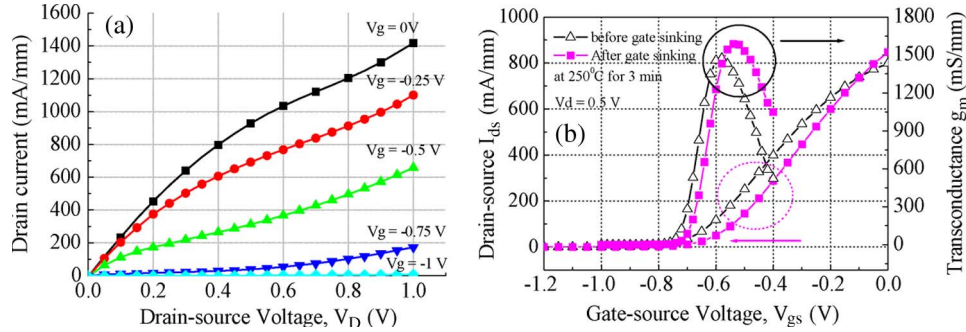 (a)
Vg = 0V
Vg = -0.25 V
Vg = -0.5 V
Vg = -0.75 V
Vg = -1 V
Drain current (mA/mm)
1400
1200
1000
800
600
400
200
0
0.0 0.2 0.4 0.6 0.8 1.0
Drain-source Voltage, V_D (V)
(b)
before gate sinking
After gate sinking
at 250⁰C for 3 min
Vd = 0.5 V
Drain-source I_ds (mA/mm)
1000
800
600
400
200
0
-1.2 -1.0 -0.8 -0.6 -0.4 -0.2 0.0
Gate-source Voltage, V_gs (V)
1800
1500
1200
900
600
300
0
Transconductance g_m (mS/mm)